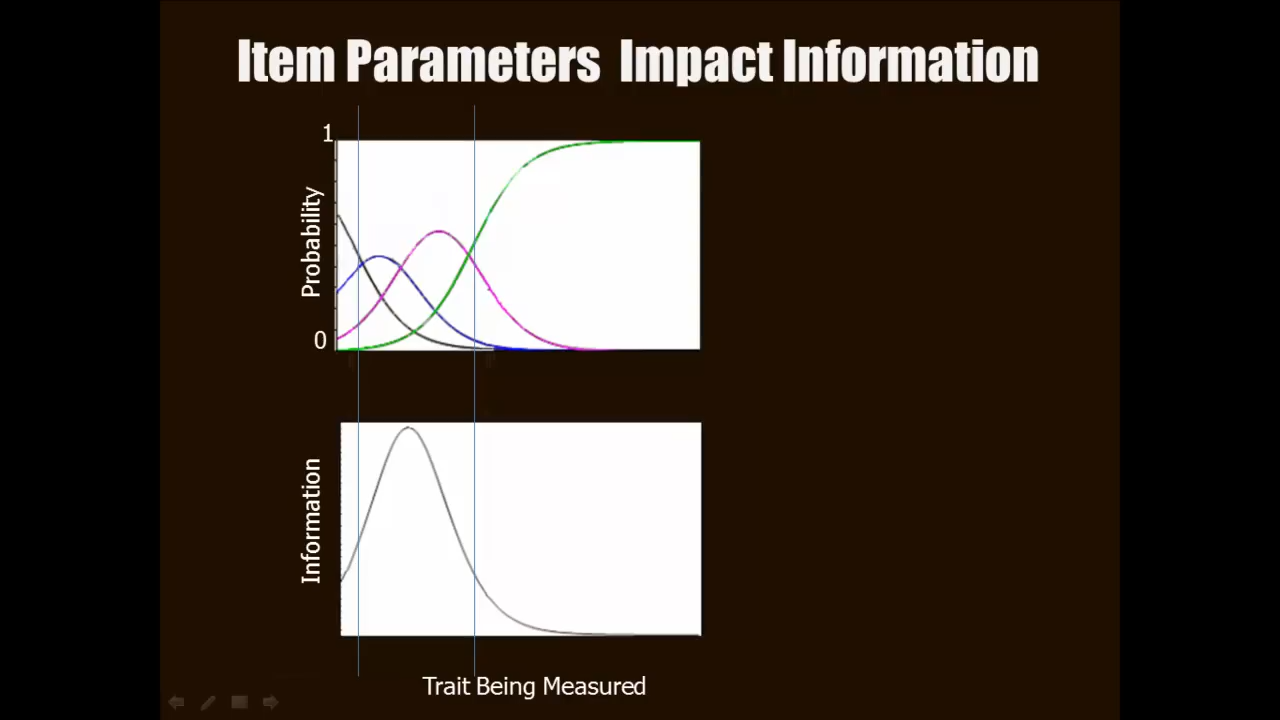 Item Parameters Impact Information
1
Probability
0
Information
Trait Being Measured